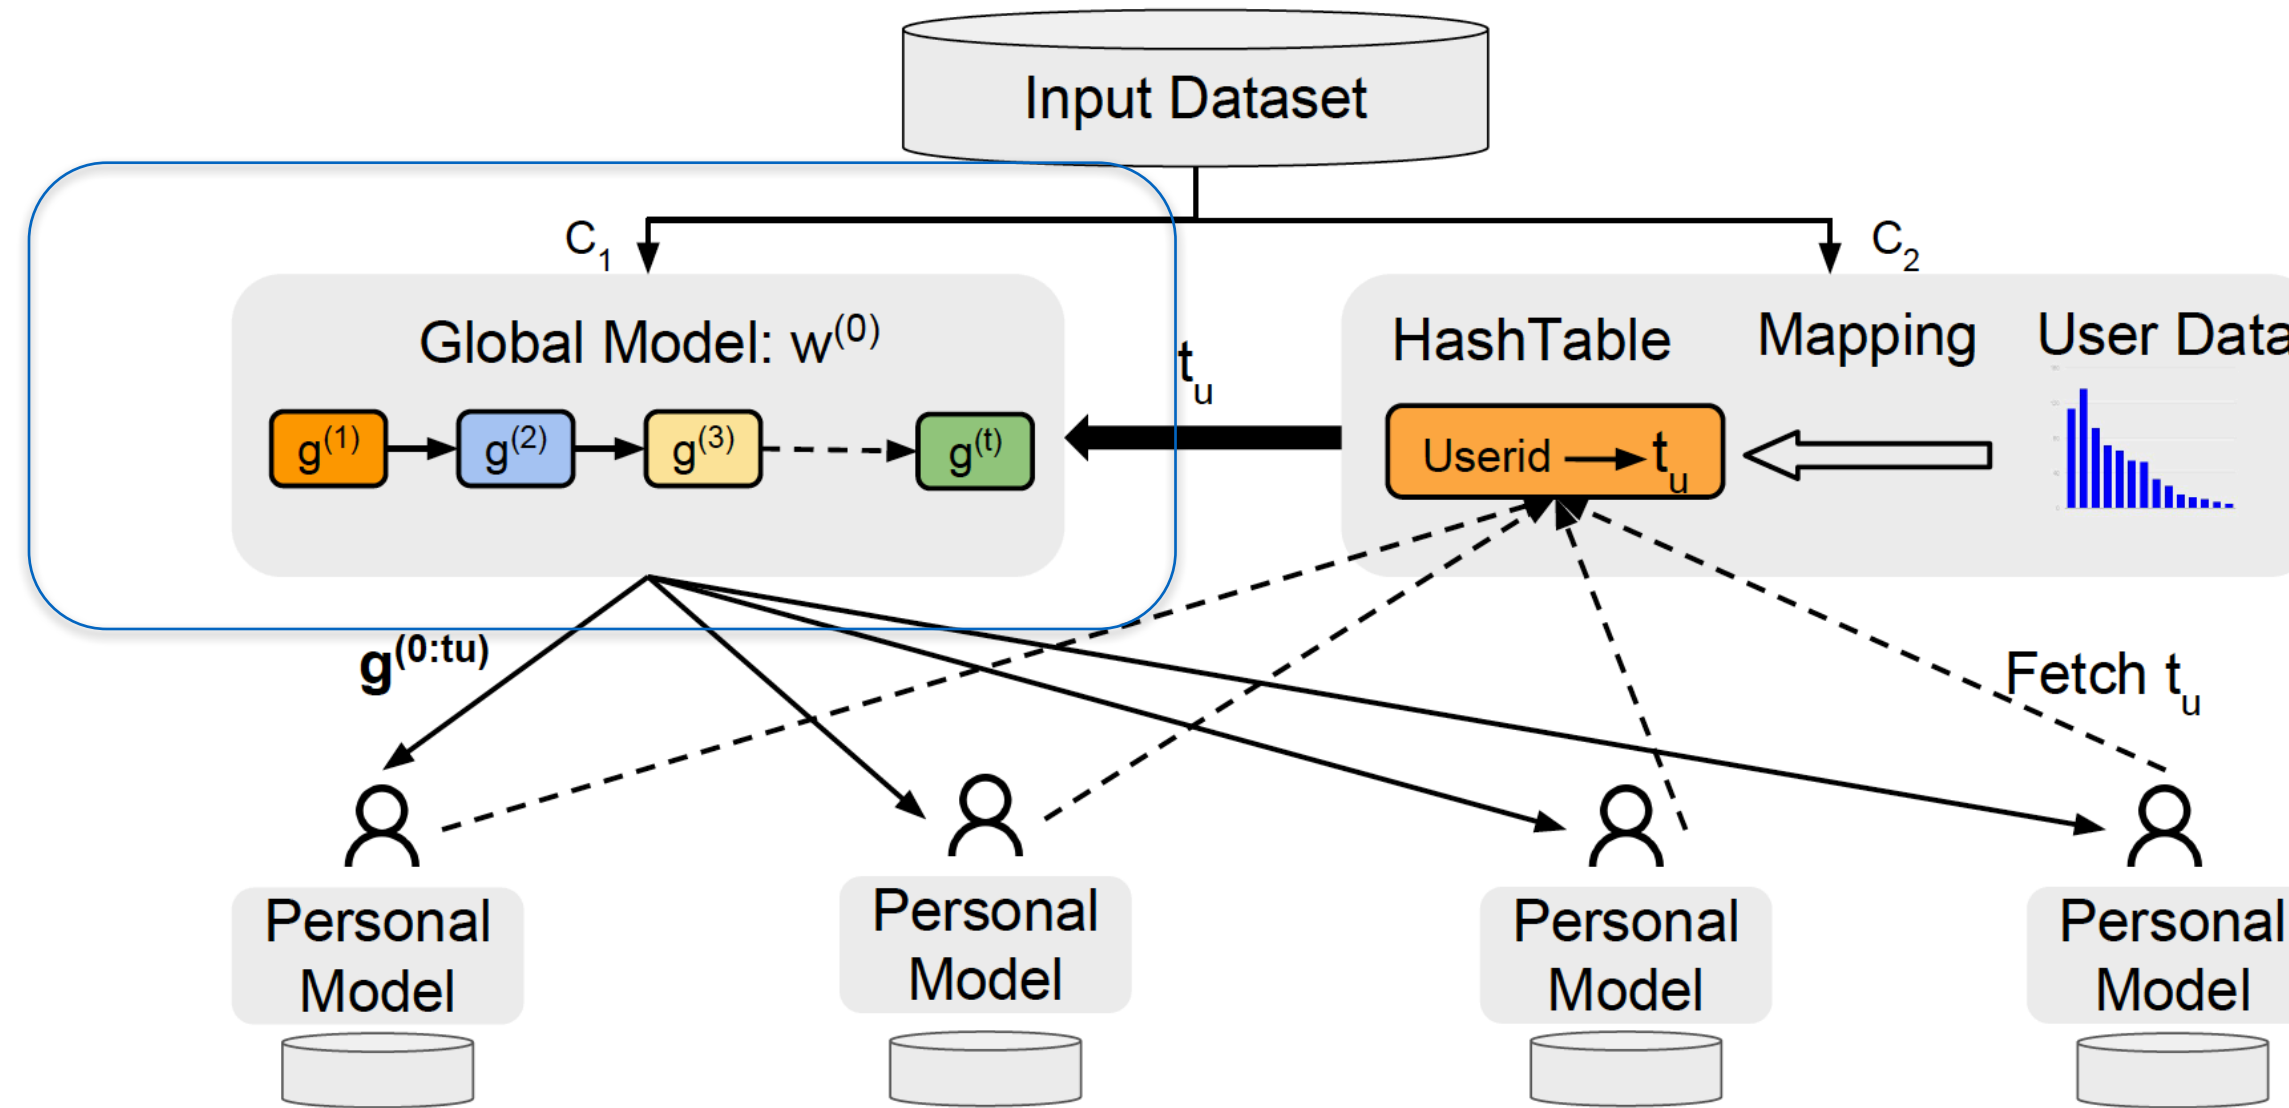 Input Dataset
C₁
C₂
Global Model: w⁽⁰⁾
g⁽¹⁾
g⁽²⁾
g⁽³⁾
g⁽ᵗ⁾
tᵤ
HashTable
Mapping
User Data
Userid → tᵤ
g⁽⁰:ᵗᵘ⁾
Fetch tᵤ
Personal
Model
Personal
Model
Personal
Model
Personal
Model